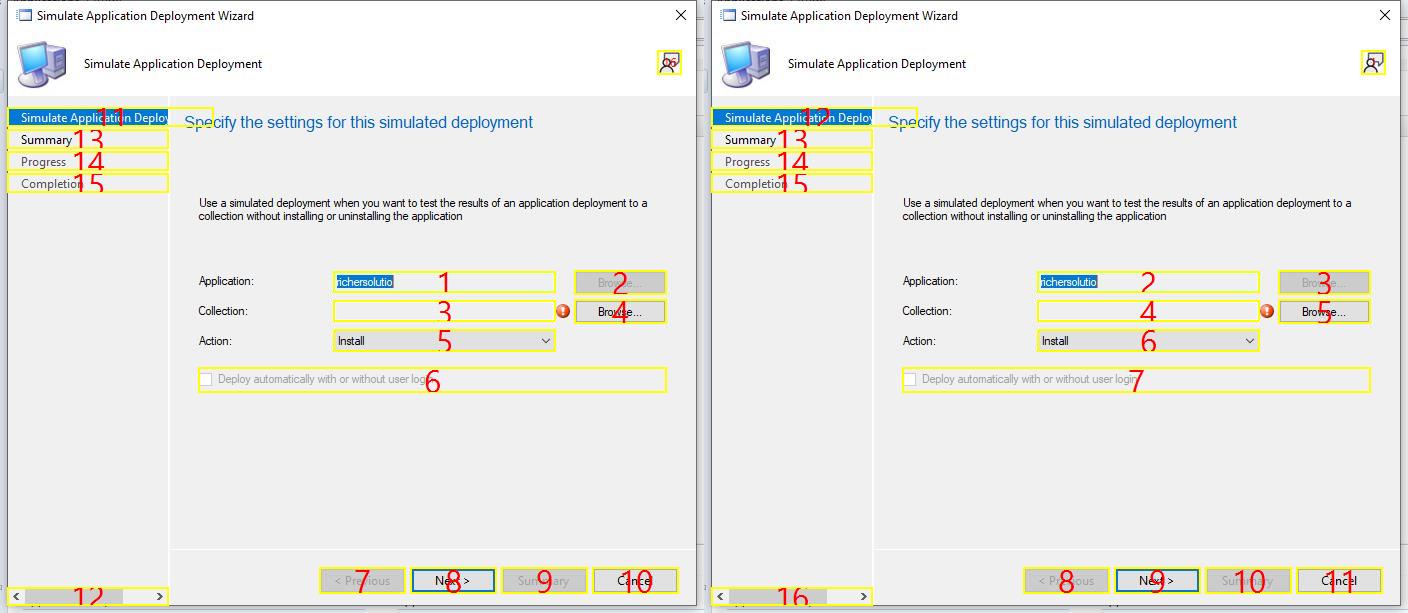 Simulate Application Deployment Wizard
Simulate Application Deployment
16
Simulate Application Deploy
11
Specify the settings for this simulated deployment
Summary
13
Progress
14
Completion
15
Use a simulated deployment when you want to test the results of an application deployment to a
collection without installing or uninstalling the application
Application:
richersolutio
1
Browse...
2
Collection:
3
Browse...
4
Action:
Install
5
Deploy automatically with or without user login
6
< Previous
7
Next >
8
Summary
9
Cancel
10
12
Simulate Application Deployment Wizard
Simulate Application Deployment
Simulate Application Deploy
12
Specify the settings for this simulated deployment
Summary
13
Progress
14
Completion
15
Use a simulated deployment when you want to test the results of an application deployment to a
collection without installing or uninstalling the application
Application:
richersolutio
2
Browse...
3
Collection:
4
Browse...
5
Action:
Install
6
Deploy automatically with or without user login
7
< Previous
8
Next >
9
Summary
10
Cancel
11
16